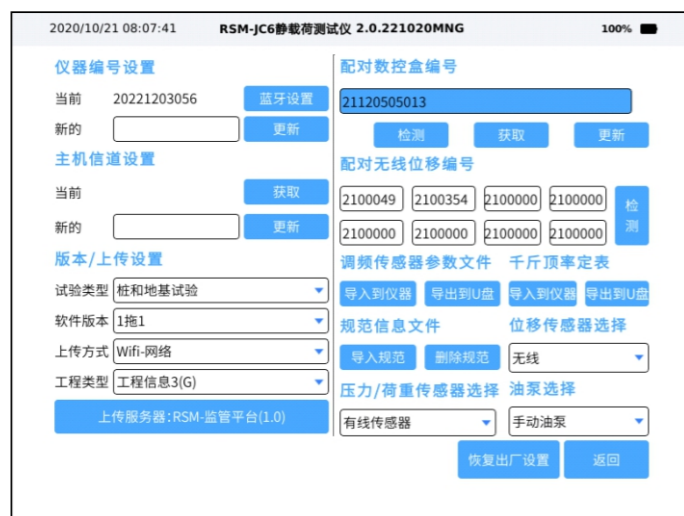 2020/10/21 08:07:41 RSM-JC6静载荷测试仪 2.0.221020MNG 100%
仪器编号设置
当前 20221203056 蓝牙设置
新的 更新
主机信道设置
当前 获取
新的 更新
版本/上传设置
试验类型 桩和地基试验
软件版本 1拖1
上传方式 Wifi-网络
工程类型 工程信息3(G)
上传服务器:RSM-监管平台(1.0)
配对数控盒编号
21120505013
检测 获取 更新
配对无线位移编号
2100049 2100354 2100000 2100000 检测
2100000 2100000 2100000 2100000
调频传感器参数文件 千斤顶率定表
导入到仪器 导出到U盘 导入到仪器 导出到U盘
规范信息文件 位移传感器选择
导入规范 删除规范 无线
压力/荷重传感器选择 油泵选择
有线传感器 手动油泵
恢复出厂设置 返回